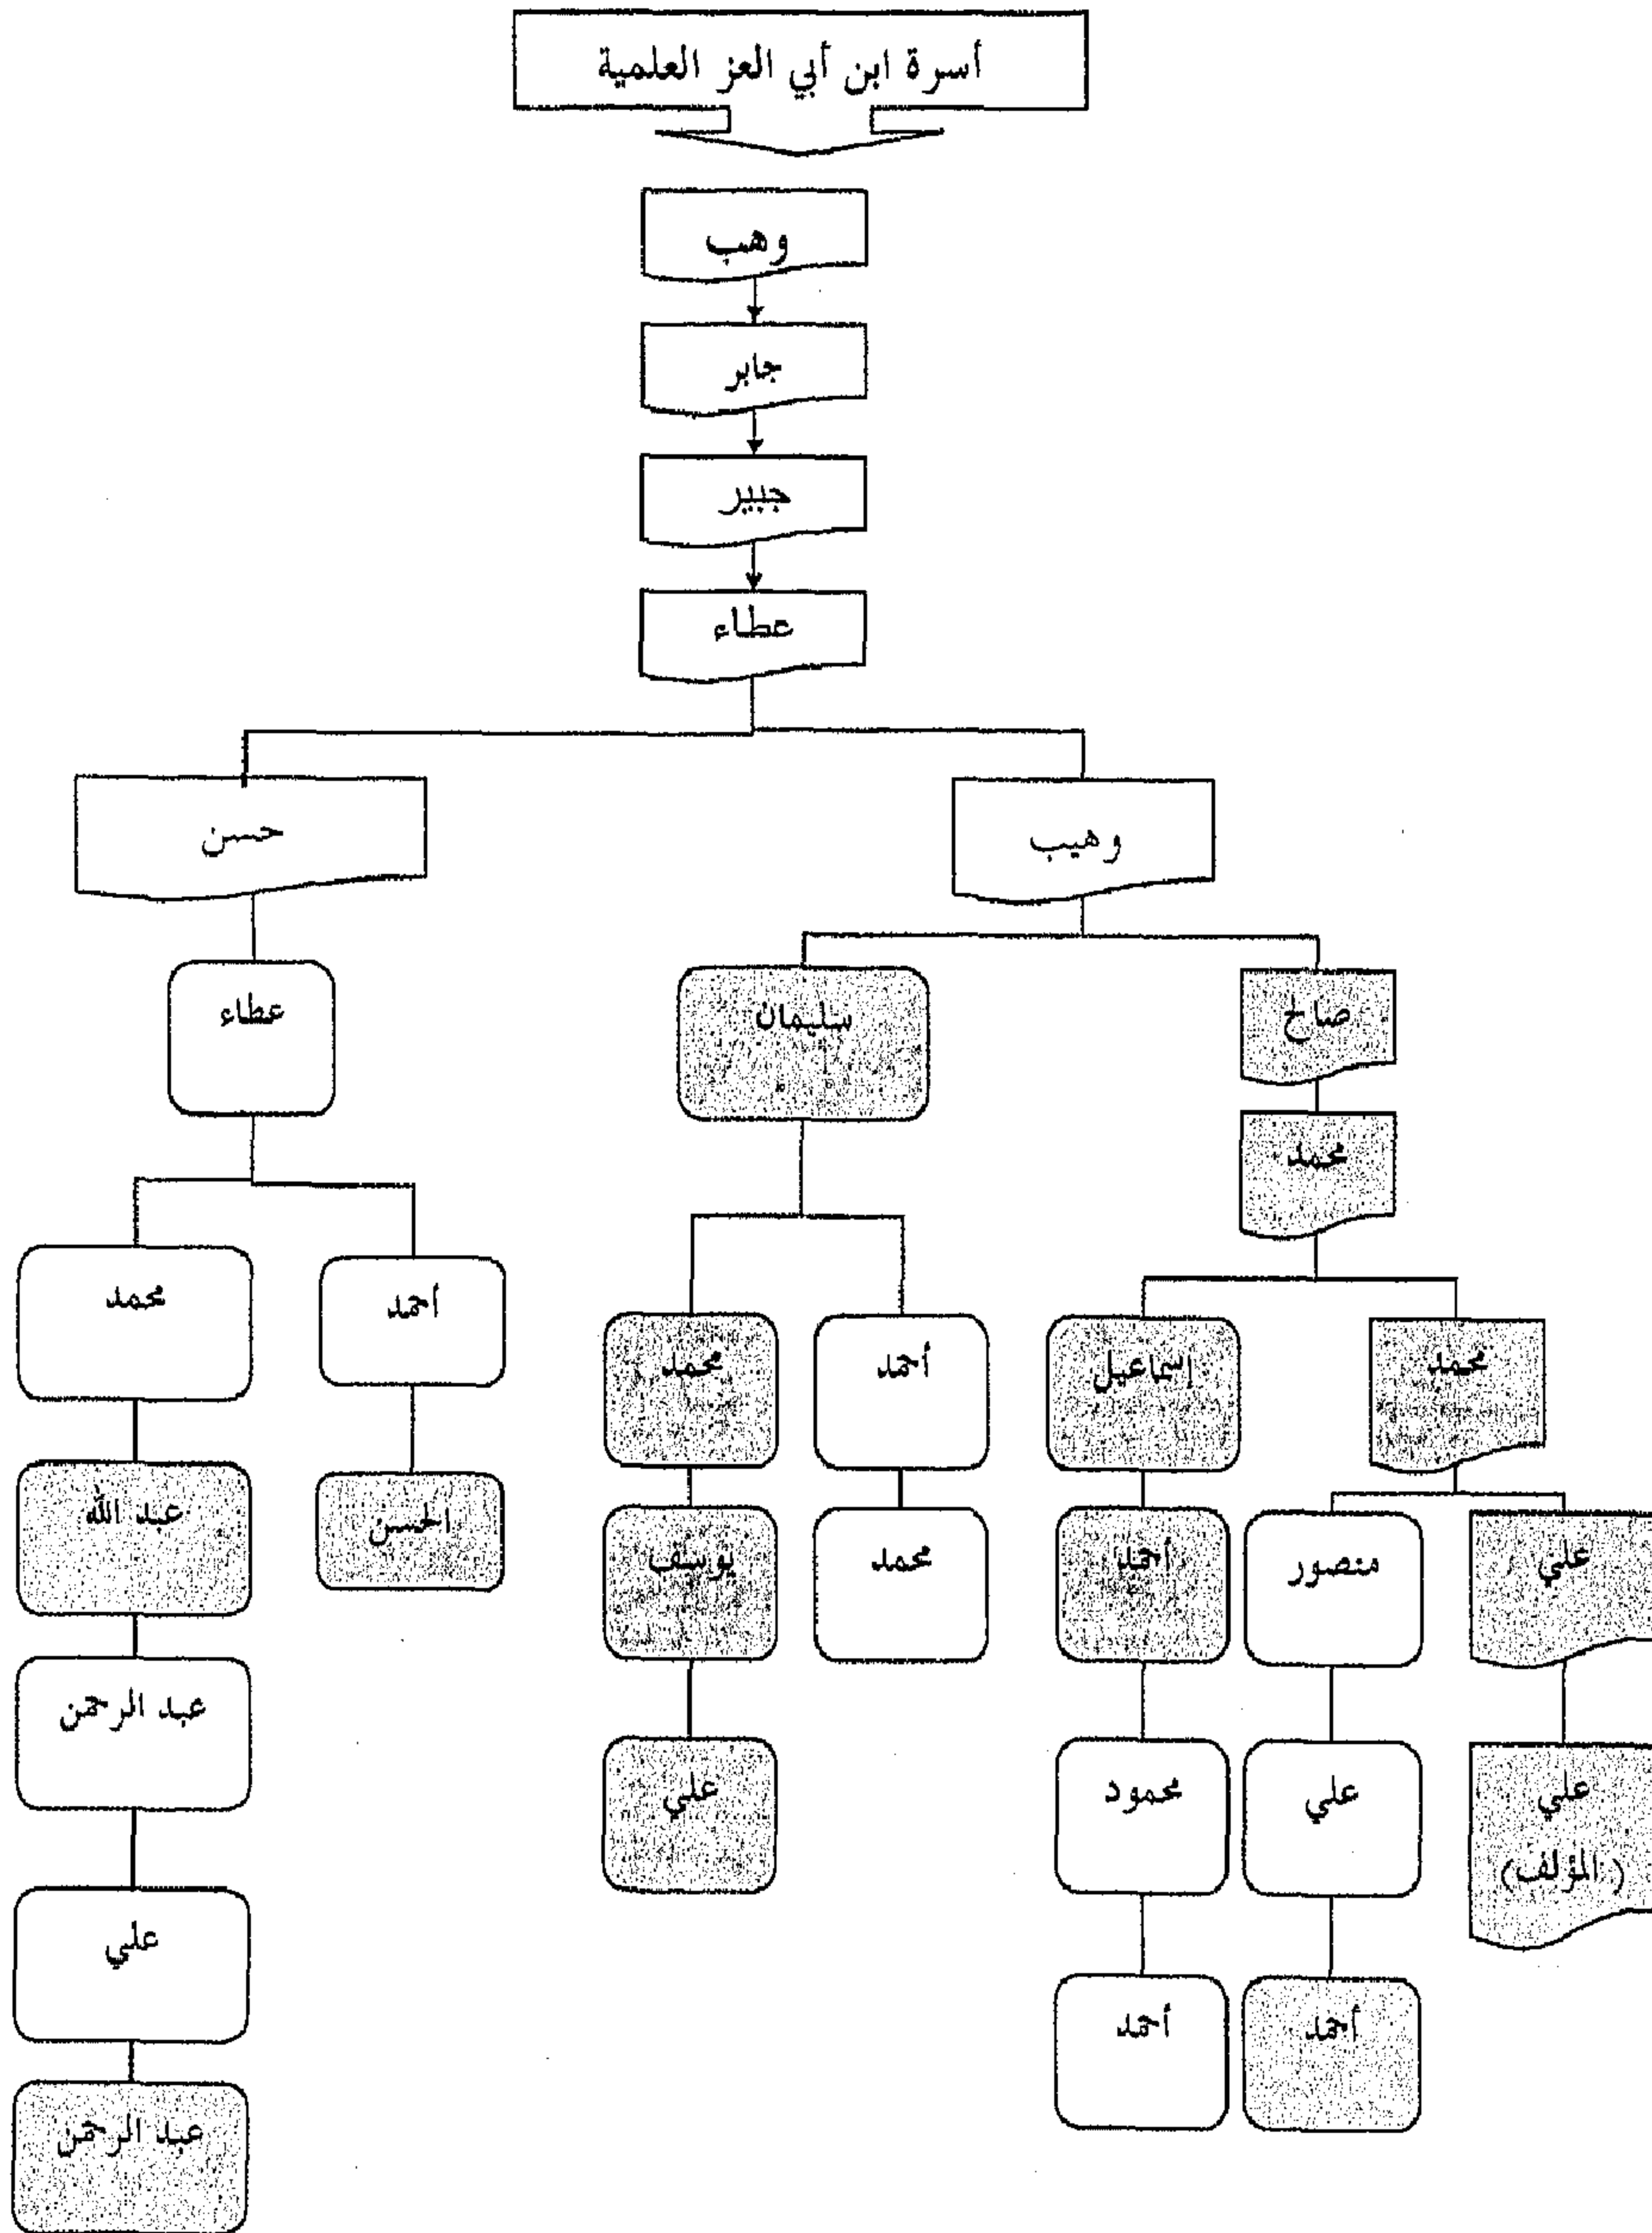 أسرة ابن أبي العز العلمية
وهب
جابر
جبير
عطاء
وهيب
حسن
صالح
سليمان
عطاء
محمد
محمد
إسماعيل
أحمد
محمد
أحمد
محمد
علي
منصور
أحمد
محمد
يوسف
الحسن
عبد الله
علي
(المؤلف)
علي
محمود
علي
عبد الرحمن
أحمد
أحمد
علي
عبد الرحمن